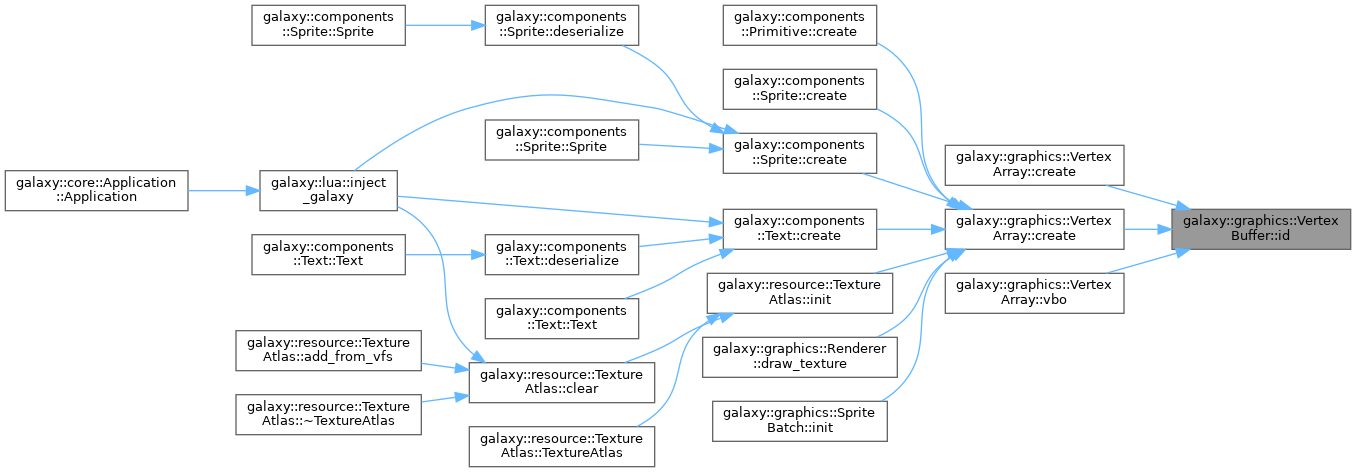 galaxy::components
::Sprite::Sprite
galaxy::components
::Sprite::deserialize
galaxy::components
::Primitive::create
galaxy::components
::Sprite::create
galaxy::components
::Sprite::Sprite
galaxy::components
::Sprite::create
galaxy::graphics::Vertex
Array::create
galaxy::core::Application
::Application
galaxy::lua::inject
_galaxy
galaxy::components
::Text::create
galaxy::graphics::Vertex
Array::create
galaxy::graphics::Vertex
Buffer::id
galaxy::components
::Text::Text
galaxy::components
::Text::deserialize
galaxy::resource::Texture
Atlas::init
galaxy::graphics::Vertex
Array::vbo
galaxy::components
::Text::Text
galaxy::resource::Texture
Atlas::add_from_vfs
galaxy::graphics::Renderer
::draw_texture
galaxy::resource::Texture
Atlas::clear
galaxy::resource::Texture
Atlas::~TextureAtlas
galaxy::graphics::Sprite
Batch::init
galaxy::resource::Texture
Atlas::TextureAtlas